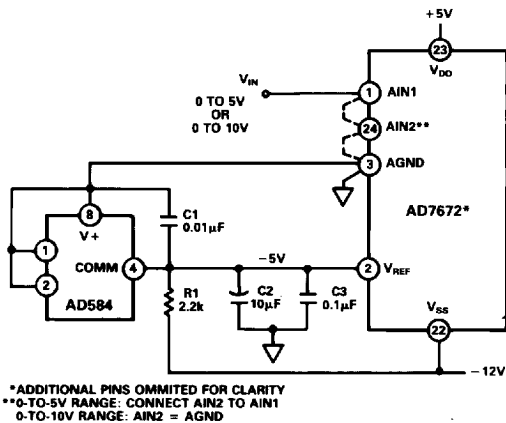 +5V
23
VDD
VIN
0 TO 5V
OR
0 TO 10V
1 AIN1
24 AIN2**
3 AGND
AD7672*
8
V+
C1
0.01µF
1
2
COMM 4
AD584
-5V
2 VREF
R1
2.2k
C2
10µF
C3
0.1µF
VSS
22
-12V
*ADDITIONAL PINS OMMITED FOR CLARITY
**0-TO-5V RANGE: CONNECT AIN2 TO AIN1
0-TO-10V RANGE: AIN2 = AGND